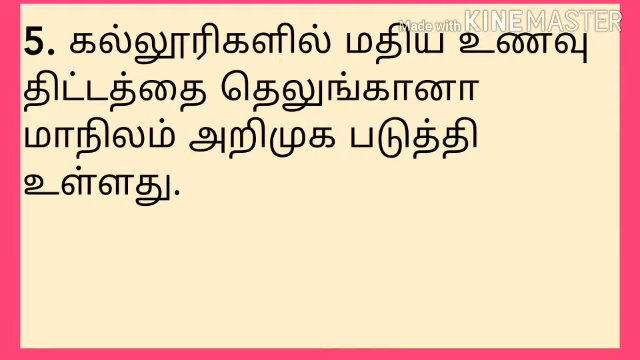 Made with KINEMASTER
5. கல்லூரிகளில் மதிய உணவு
திட்டத்தை தெலுங்கானா
மாநிலம் அறிமுக படுத்தி
உள்ளது.